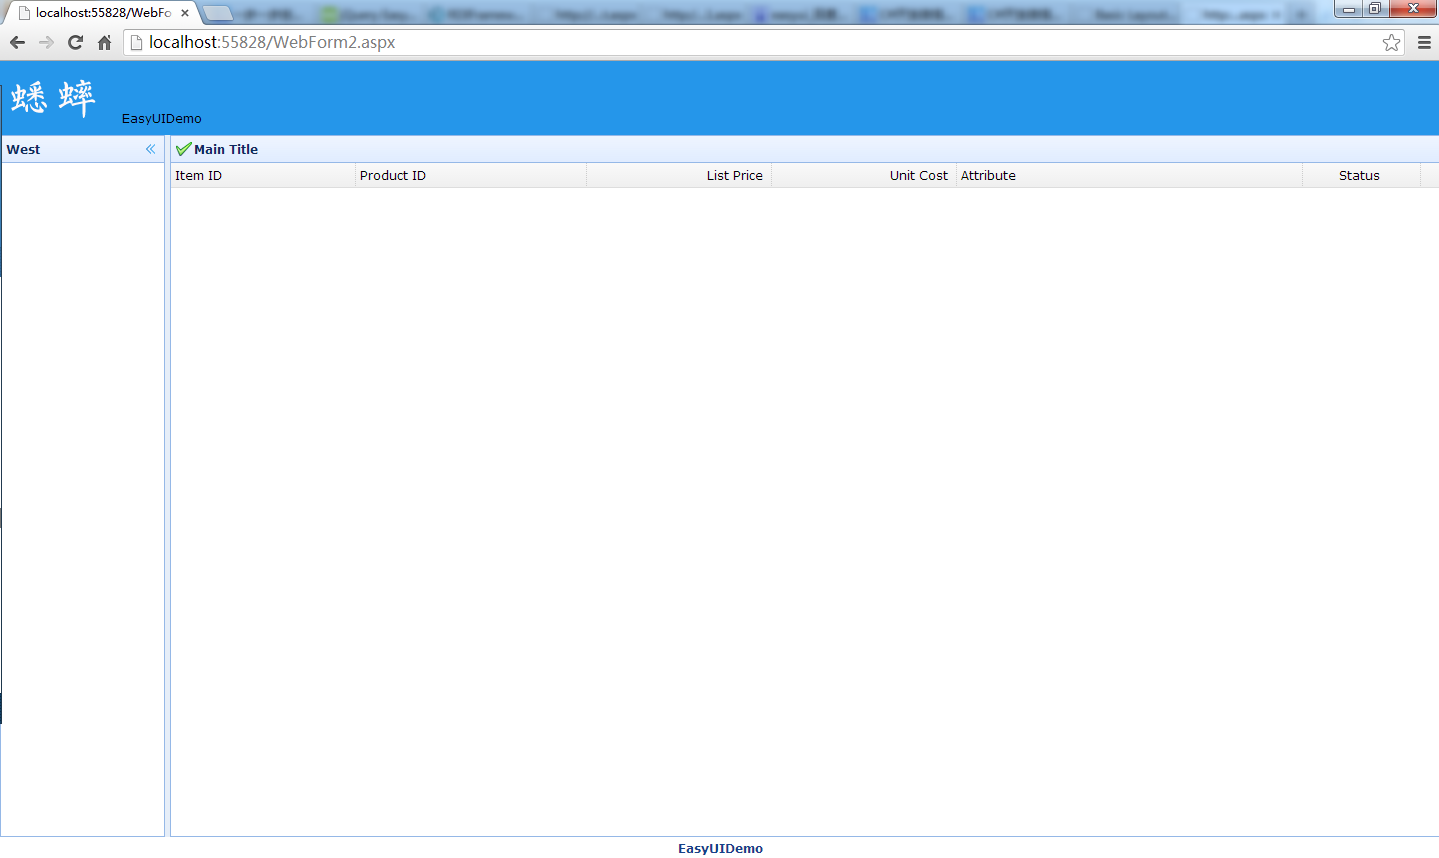 localhost:55828/WebFo
localhost:55828/WebForm2.aspx
蟋蟀
EasyUIDemo
West
Main Title
Item ID
Product ID
List Price
Unit Cost
Attribute
Status
EasyUIDemo